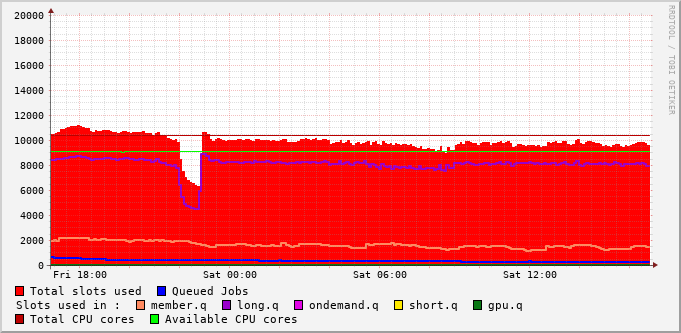 RRDTOOL / TOBI OETIKER
20000
18000
16000
14000
12000
10000
8000
6000
4000
2000
0
Fri 18:00 Sat 00:00 Sat 06:00 Sat 12:00
Total slots used Queued Jobs
Slots used in : member.q long.q ondemand.q short.q gpu.q
Total CPU cores Available CPU cores